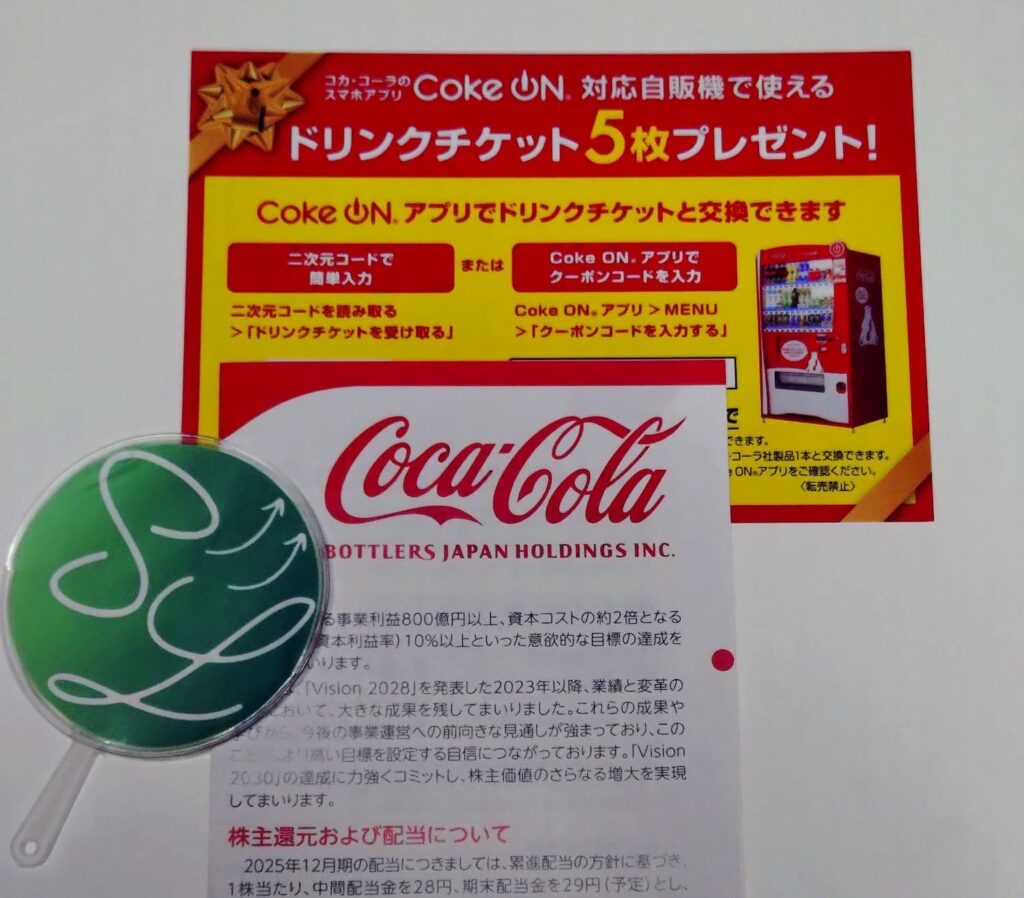 コカ・コーラの
スマホアプリ
Coke ON® 対応自販機で使える
ドリンクチケット5枚プレゼント!
Coke ON® アプリでドリンクチケットと交換できます
二次元コードで
簡単入力
または
Coke ON® アプリで
クーポンコードを入力
二次元コードを読み取る
>「ドリンクチケットを受け取る」
Coke ON® アプリ > MENU
>「クーポンコードを入力する」
で
できます。
・コーラ社製品1本と交換できます。
ON®アプリをご確認ください。
〈転売禁止〉
Coca-Cola
BOTTLERS JAPAN HOLDINGS INC.
る事業利益800億円以上、資本コストの約2倍となる
資本利益率)10%以上といった意欲的な目標の達成を
いります。
、「Vision 2028」を発表した2023年以降、業績と変革の
おいて、大きな成果を残してまいりました。これらの成果や
から、今後の事業運営への前向きな見通しが強まっており、この
ことがより高い目標を設定する自信につながっております。「Vision
2030」の達成に力強くコミットし、株主価値のさらなる増大を実現
してまいります。
株主還元および配当について
2025年12月期の配当につきましては、累進配当の方針に基づき、
1株当たり、中間配当金を28円、期末配当金を29円(予定)とし、